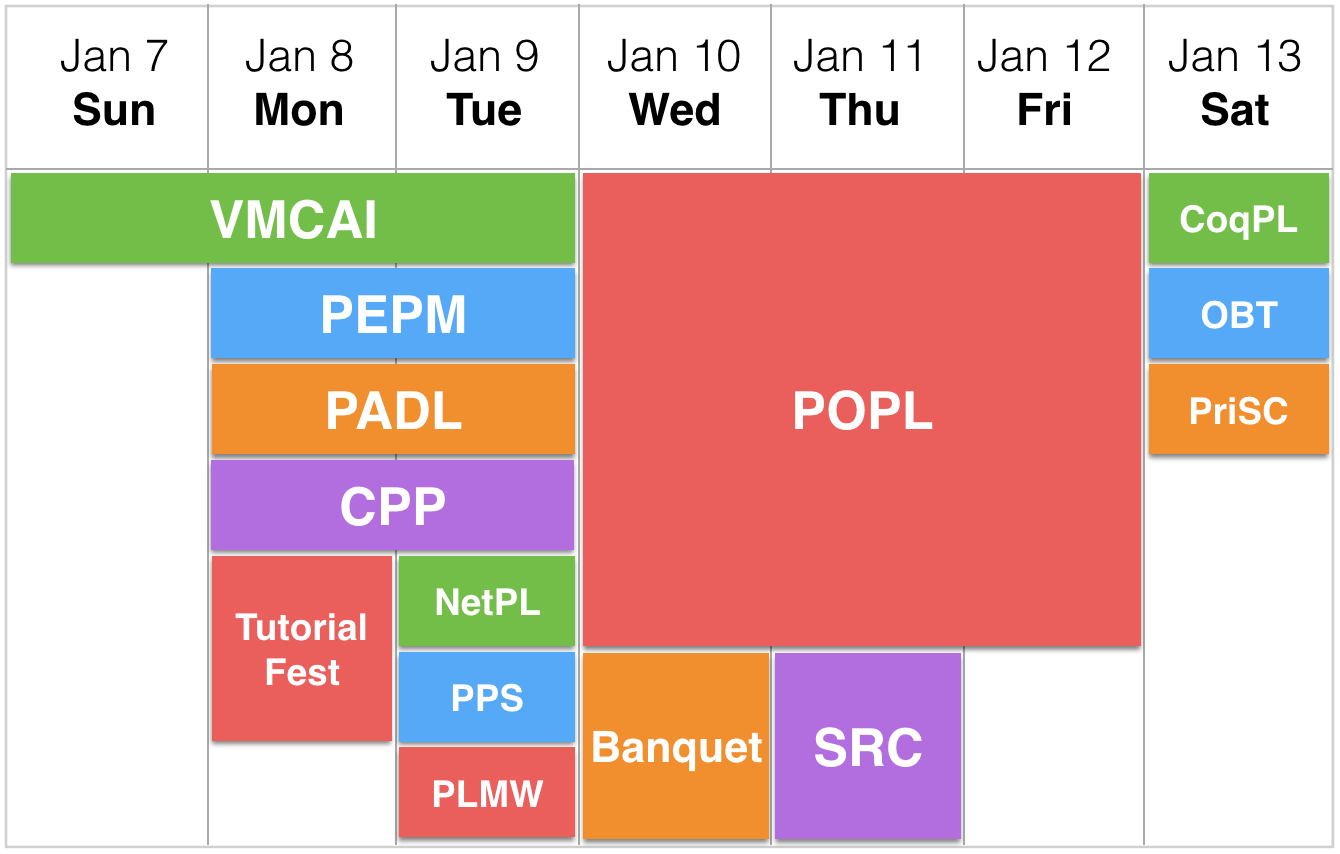 Jan 7
Sun
Jan 8
Mon
Jan 9
Tue
Jan 10
Wed
Jan 11
Thu
Jan 12
Fri
Jan 13
Sat
VMCAI
PEPM
PADL
CPP
Tutorial
Fest
NetPL
PPS
PLMW
POPL
Banquet
SRC
CoqPL
OBT
PriSC